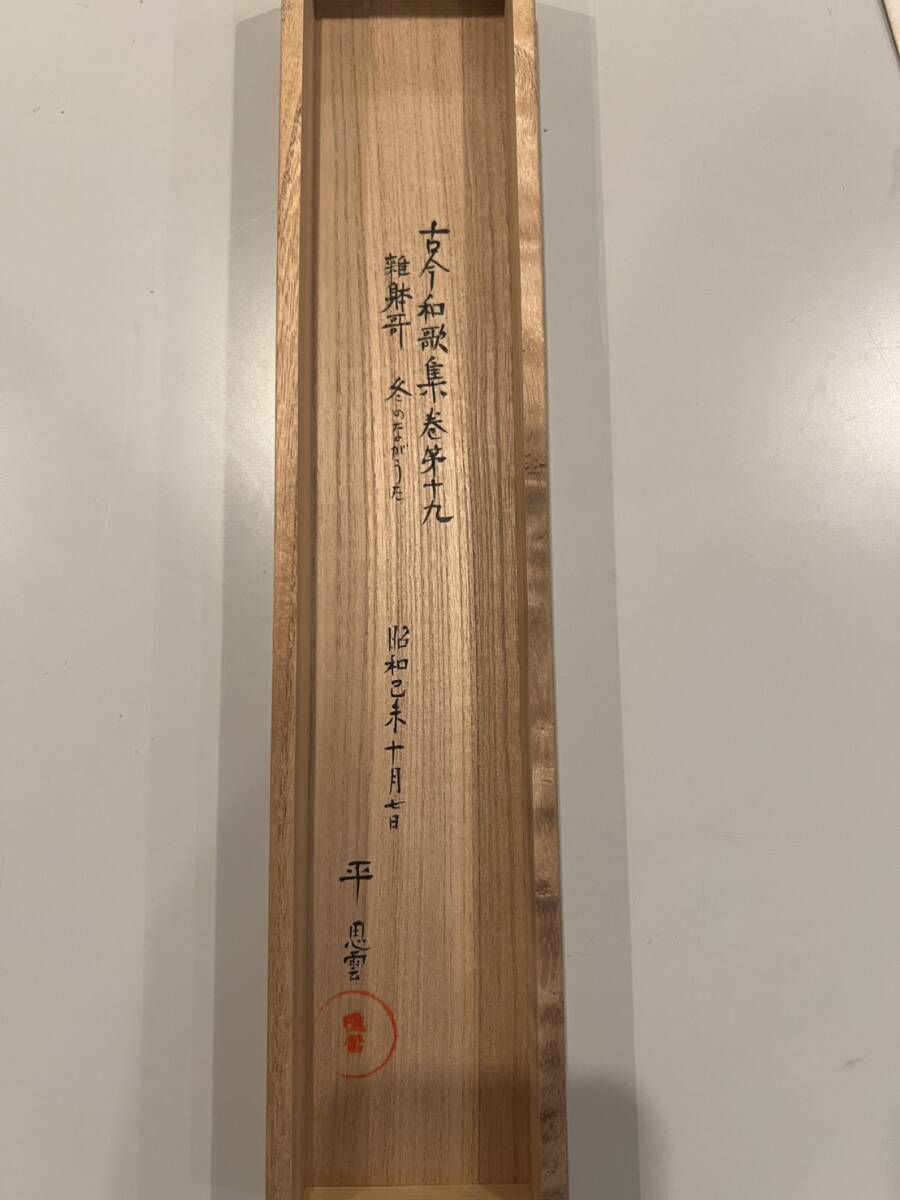 古今和歌集巻第十九
雜躰哥 冬のながうた
昭和己未十月七日
平 思雲